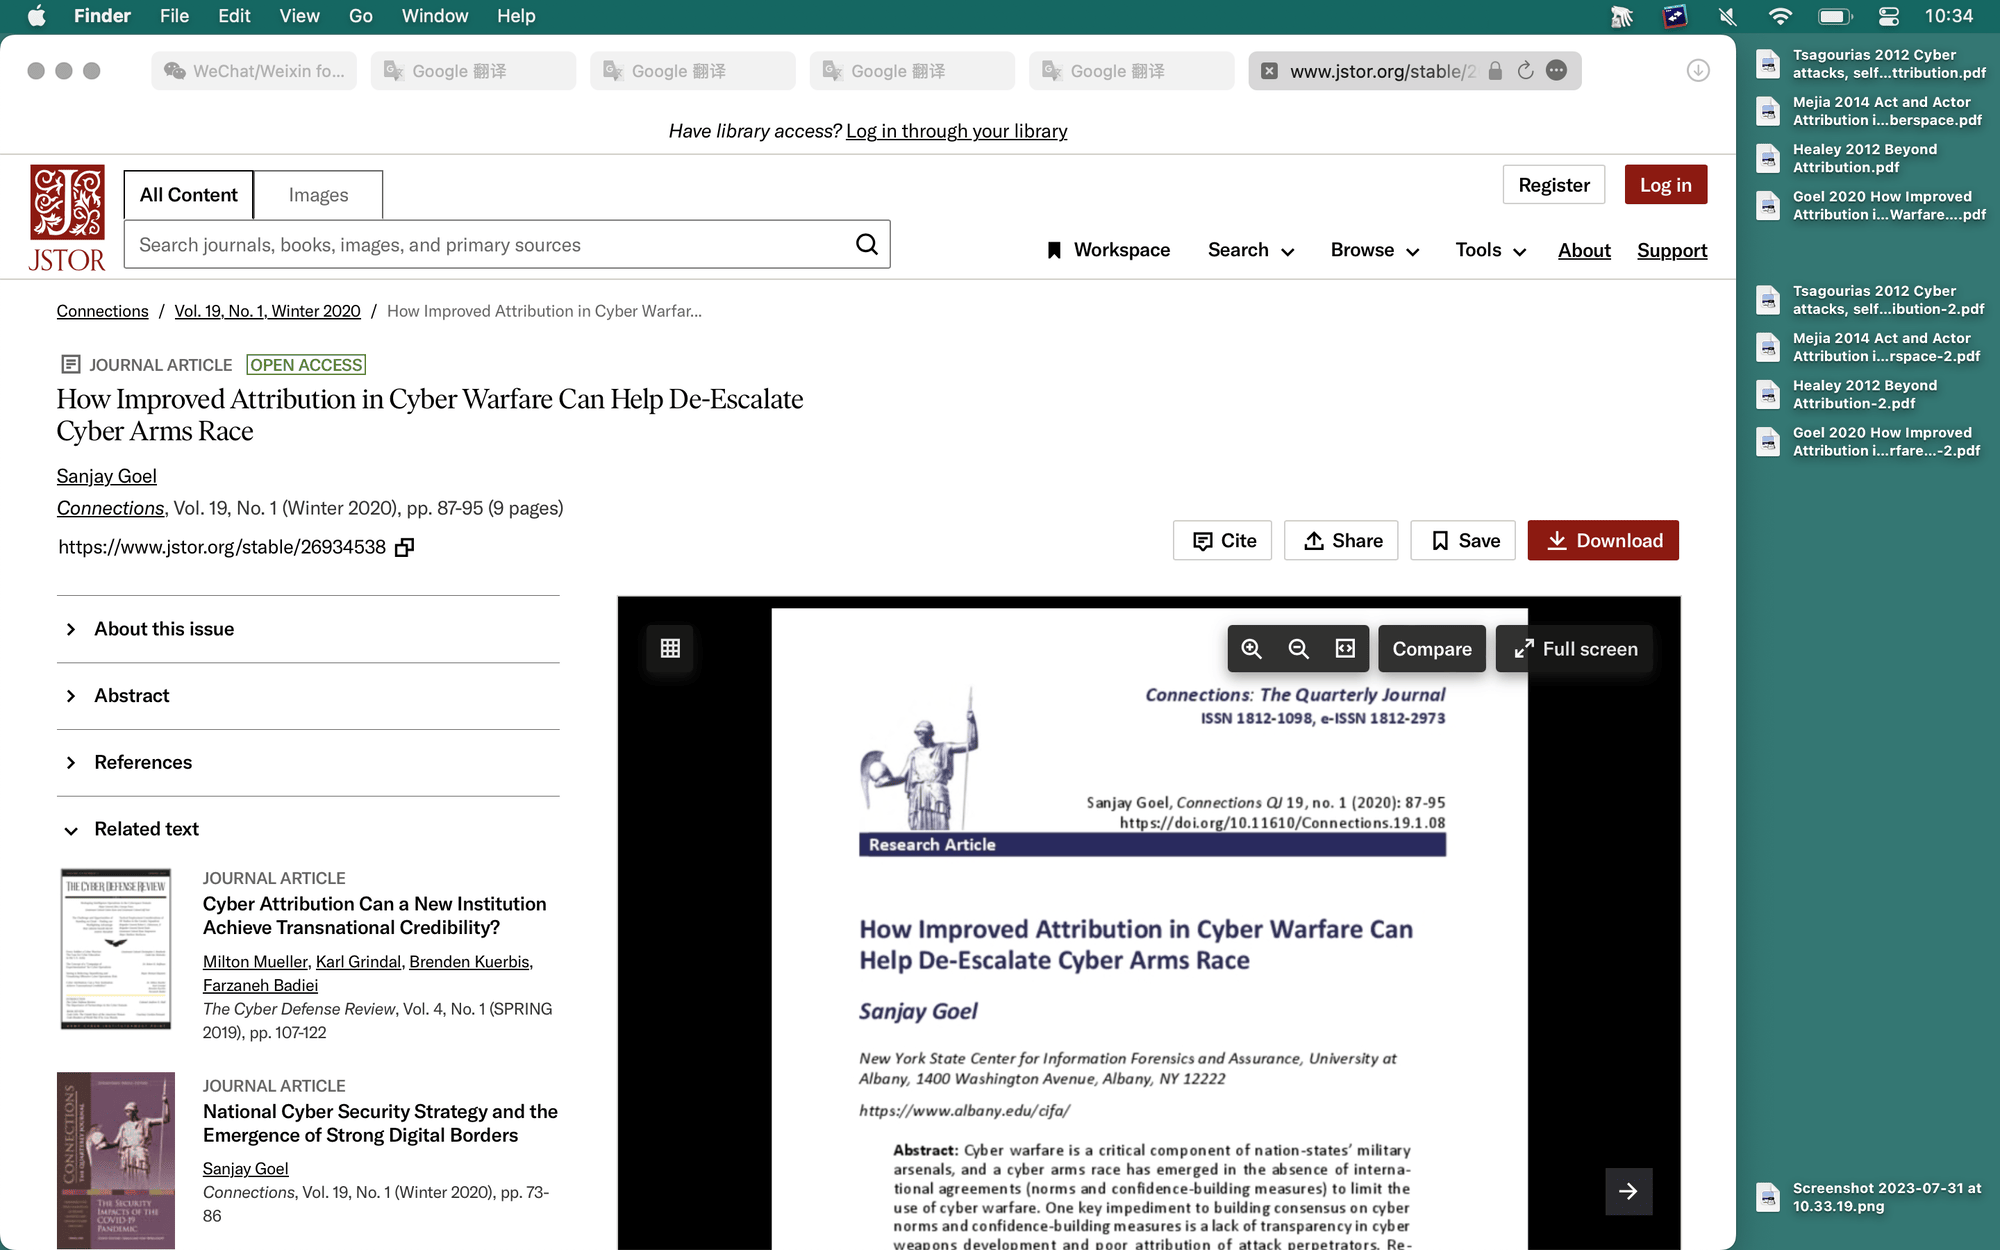 Finder File Edit View Go Window Help 10:34
WeChat/Weixin fo... Google 翻译 Google 翻译 Google 翻译 Google 翻译 www.jstor.org/stable/2
Have library access? Log in through your library
JSTOR
All Content Images
Search journals, books, images, and primary sources
Register Log in
Workspace Search Browse Tools About Support
Connections / Vol. 19, No. 1, Winter 2020 / How Improved Attribution in Cyber Warfar...
JOURNAL ARTICLE OPEN ACCESS
How Improved Attribution in Cyber Warfare Can Help De-Escalate
Cyber Arms Race
Sanjay Goel
Connections, Vol. 19, No. 1 (Winter 2020), pp. 87-95 (9 pages)
https://www.jstor.org/stable/26934538
Cite Share Save Download
About this issue
Abstract
References
Related text
THE CYBER DEFENSE REVIEW
JOURNAL ARTICLE
Cyber Attribution Can a New Institution
Achieve Transnational Credibility?
Milton Mueller, Karl Grindal, Brenden Kuerbis,
Farzaneh Badiei
The Cyber Defense Review, Vol. 4, No. 1 (SPRING
2019), pp. 107-122
CONNECTIONS
THE QUARTERLY JOURNAL
THE SECURITY
IMPACTS OF THE
COVID-19
PANDEMIC
JOURNAL ARTICLE
National Cyber Security Strategy and the
Emergence of Strong Digital Borders
Sanjay Goel
Connections, Vol. 19, No. 1 (Winter 2020), pp. 73-
86
Compare Full screen
Connections: The Quarterly Journal
ISSN 1812-1098, e-ISSN 1812-2973
Sanjay Goel, Connections QJ 19, no. 1 (2020): 87-95
https://doi.org/10.11610/Connections.19.1.08
Research Article
How Improved Attribution in Cyber Warfare Can
Help De-Escalate Cyber Arms Race
Sanjay Goel
New York State Center for Information Forensics and Assurance, University at
Albany, 1400 Washington Avenue, Albany, NY 12222
https://www.albany.edu/cifa/
Abstract: Cyber warfare is a critical component of nation-states' military
arsenals, and a cyber arms race has emerged in the absence of interna-
tional agreements (norms and confidence-building measures) to limit the
use of cyber warfare. One key impediment to building consensus on cyber
norms and confidence-building measures is a lack of transparency in cyber
weapons development and poor attribution of attack perpetrators. Re-
Tsagourias 2012 Cyber
attacks, self...ttribution.pdf
Mejia 2014 Act and Actor
Attribution i...berspace.pdf
Healey 2012 Beyond
Attribution.pdf
Goel 2020 How Improved
Attribution i...Warfare....pdf
Tsagourias 2012 Cyber
attacks, self...ibution-2.pdf
Mejia 2014 Act and Actor
Attribution i...rspace-2.pdf
Healey 2012 Beyond
Attribution-2.pdf
Goel 2020 How Improved
Attribution i...rfare...-2.pdf
Screenshot 2023-07-31 at
10.33.19.png